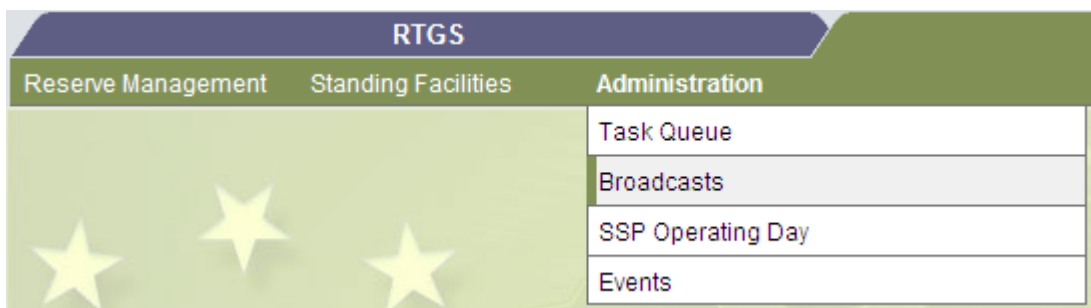 RTGS
Reserve Management Standing Facilities Administration
Task Queue
Broadcasts
SSP Operating Day
Events